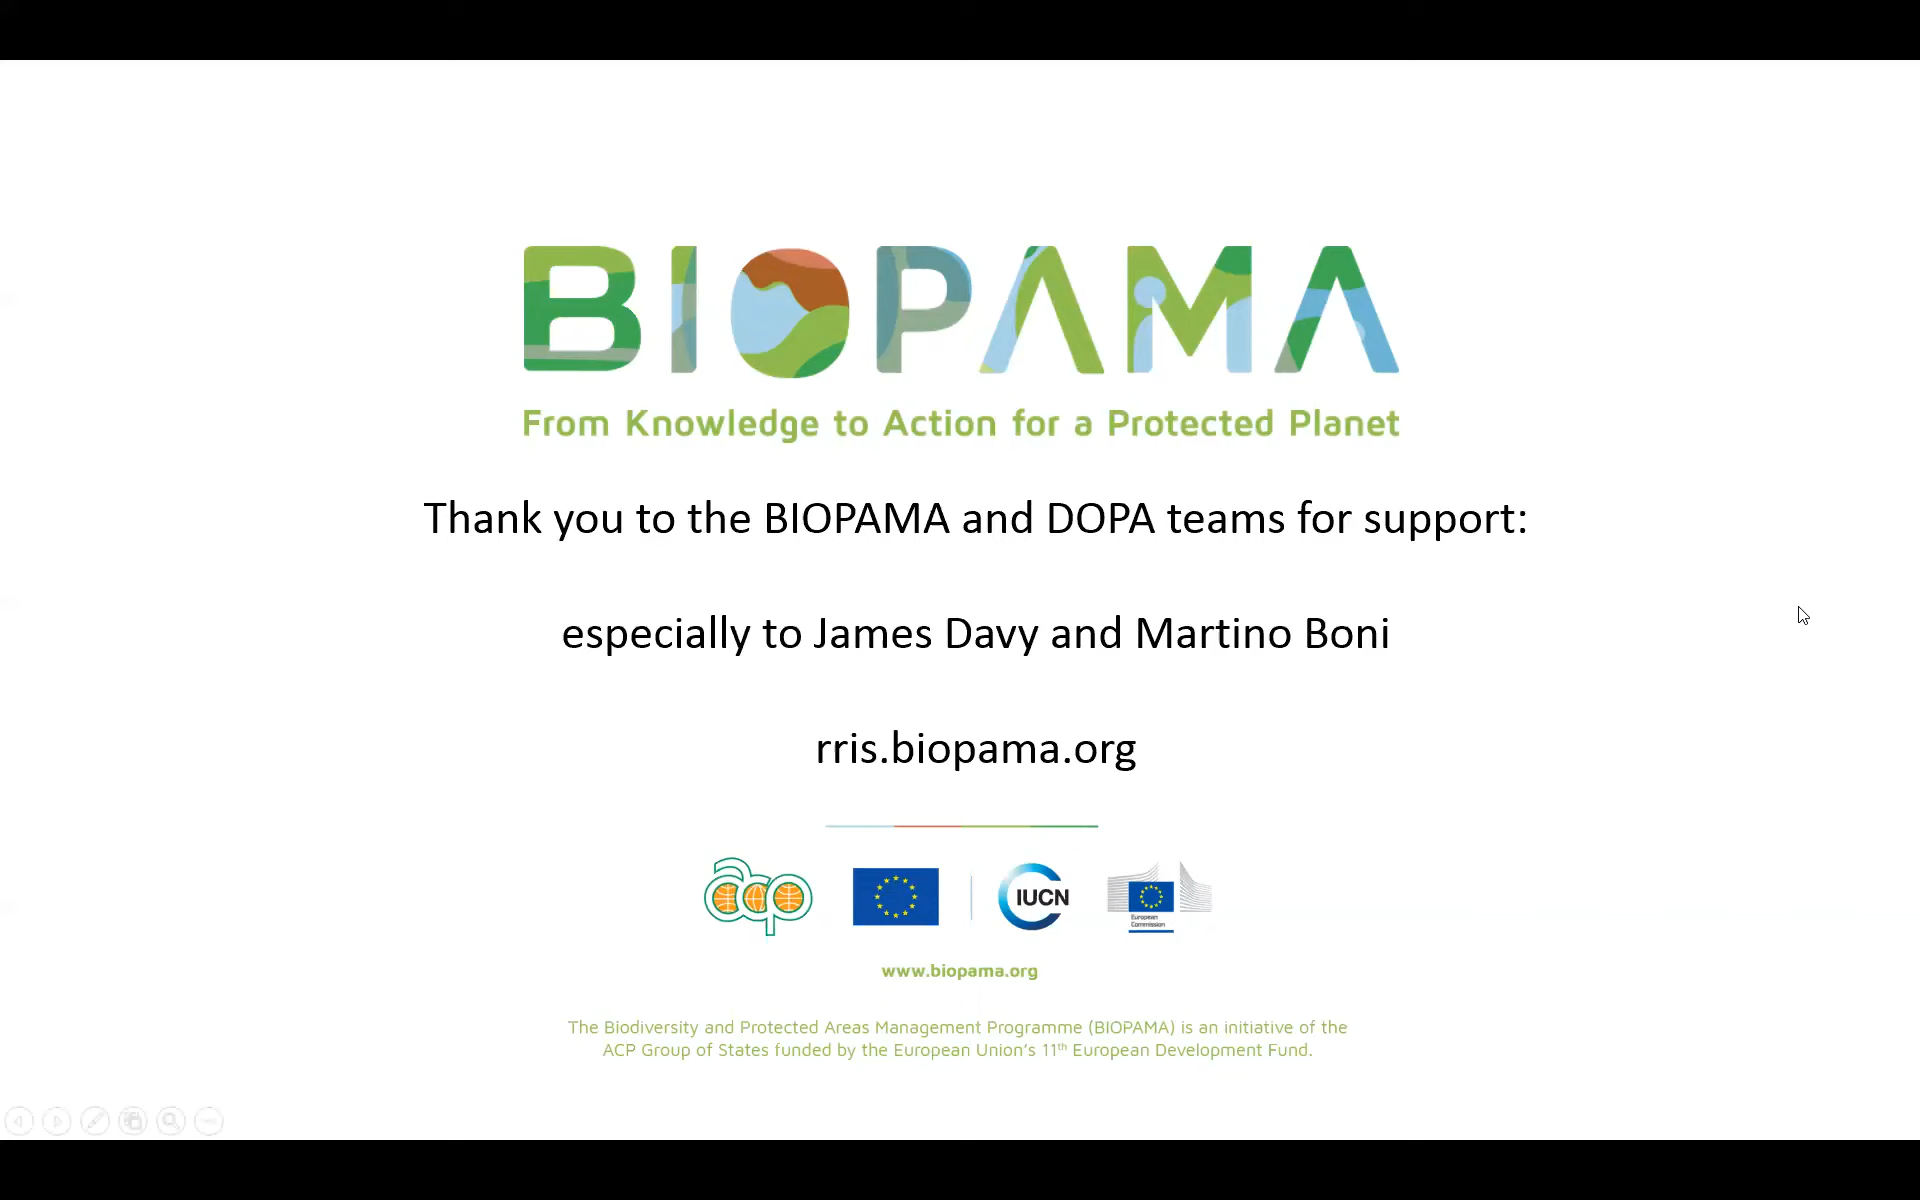 BIOPAMA
From Knowledge to Action for a Protected Planet
Thank you to the BIOPAMA and DOPA teams for support:
especially to James Davy and Martino Boni
rris.biopama.org
acp
IUCN
European
Commission
www.biopama.org
The Biodiversity and Protected Areas Management Programme (BIOPAMA) is an initiative of the
ACP Group of States funded by the European Union's 11th European Development Fund.